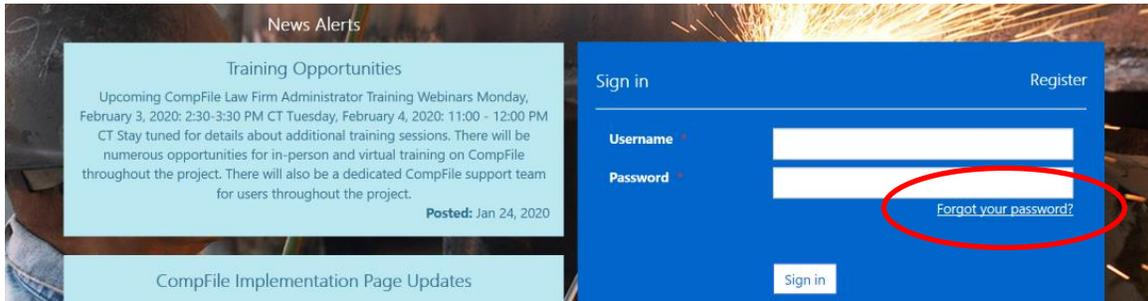 News Alerts
Training Opportunities
Upcoming CompFile Law Firm Administrator Training Webinars Monday,
February 3, 2020: 2:30-3:30 PM CT Tuesday, February 4, 2020: 11:00 - 12:00 PM
CT Stay tuned for details about additional training sessions. There will be
numerous opportunities for in-person and virtual training on CompFile
throughout the project. There will also be a dedicated CompFile support team
for users throughout the project.
Posted: Jan 24, 2020
CompFile Implementation Page Updates
Sign in
Register
Username *
Password *
Forgot your password?
Sign in